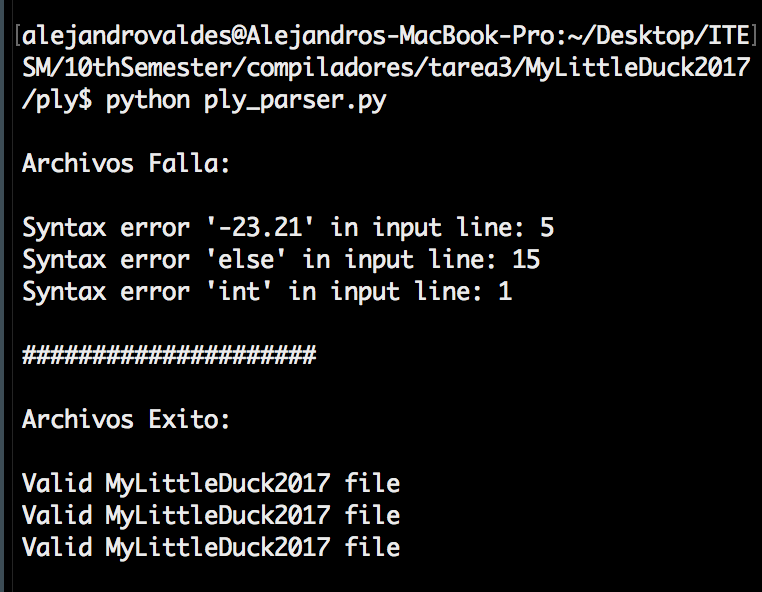 [alejandrovaldes@Alejandros-MacBook-Pro:~/Desktop/ITE]
SM/10thSemester/compiladores/tarea3/MyLittleDuck2017
/ply$ python ply_parser.py
Archivos Falla:
Syntax error '-23.21' in input line: 5
Syntax error 'else' in input line: 15
Syntax error 'int' in input line: 1
#####################
Archivos Exito:
Valid MyLittleDuck2017 file
Valid MyLittleDuck2017 file
Valid MyLittleDuck2017 file